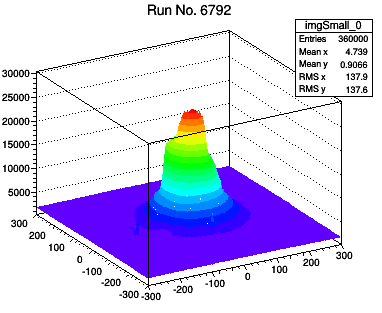 Run No. 6792
imgSmall_0
Entries 360000
Mean x 4.739
Mean y 0.9066
RMS x 137.9
RMS y 137.6
30000
25000
20000
15000
10000
5000
300
200
100
0
-100
-200
-300
-300
-200
-100
0
100
200
300